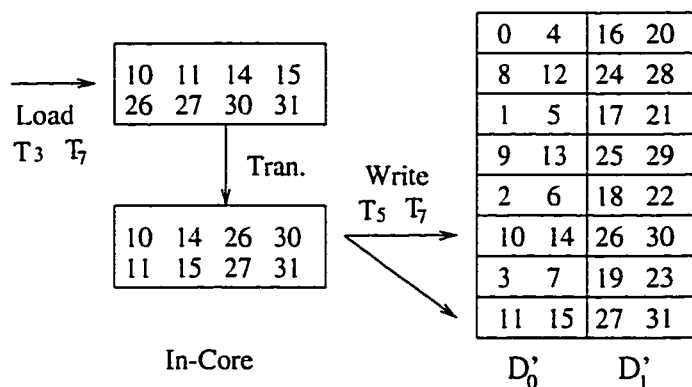 10 11 14 15
26 27 30 31
Load
T3 T7
Tran.
10 14 26 30
11 15 27 31
In-Core
Write
T5 T7
0 4 16 20
8 12 24 28
1 5 17 21
9 13 25 29
2 6 18 22
10 14 26 30
3 7 19 23
11 15 27 31
D0' D1'